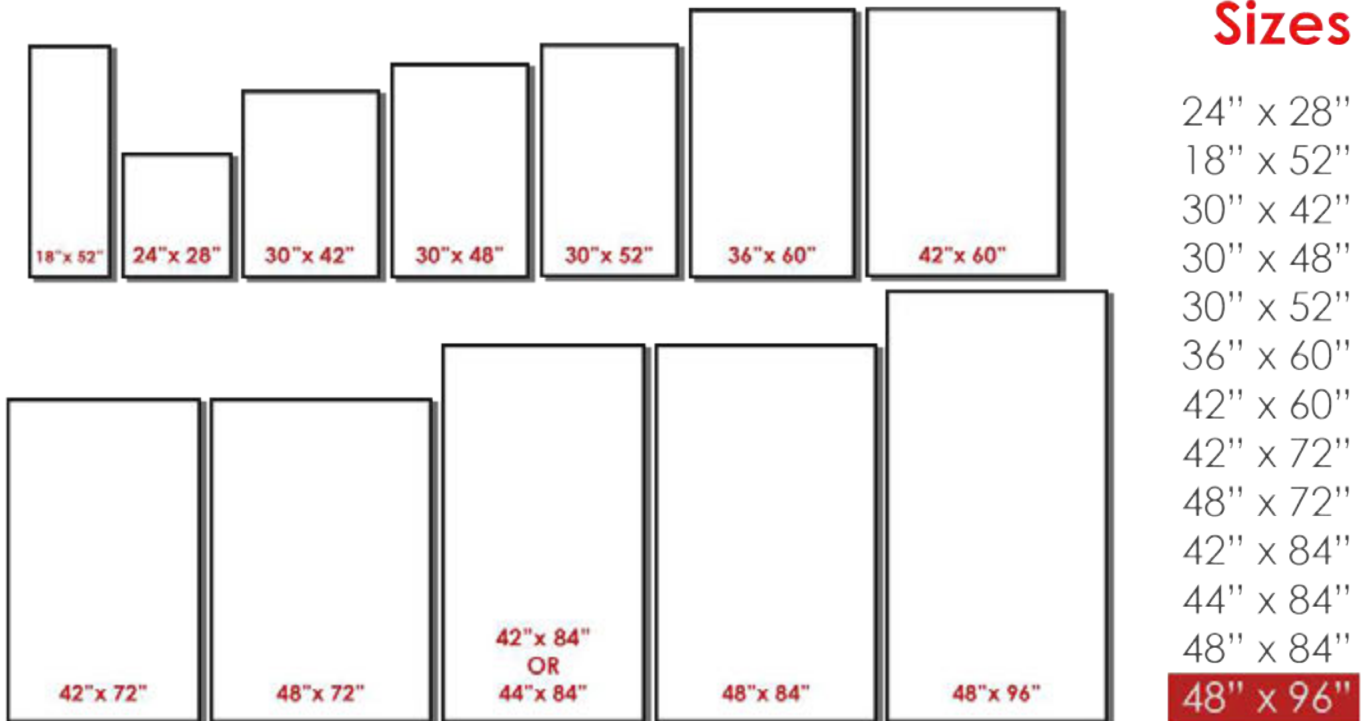 18”x 52”
24”x 28”
30”x 42”
30”x 48”
30”x 52”
36”x 60”
42”x 60”
42”x 72”
48”x 72”
42”x 84”
OR
44”x 84”
48”x 84”
48”x 96”
Sizes
24” x 28”
18” x 52”
30” x 42”
30” x 48”
30” x 52”
36” x 60”
42” x 60”
42” x 72”
48” x 72”
42” x 84”
44” x 84”
48” x 84”
48” x 96”